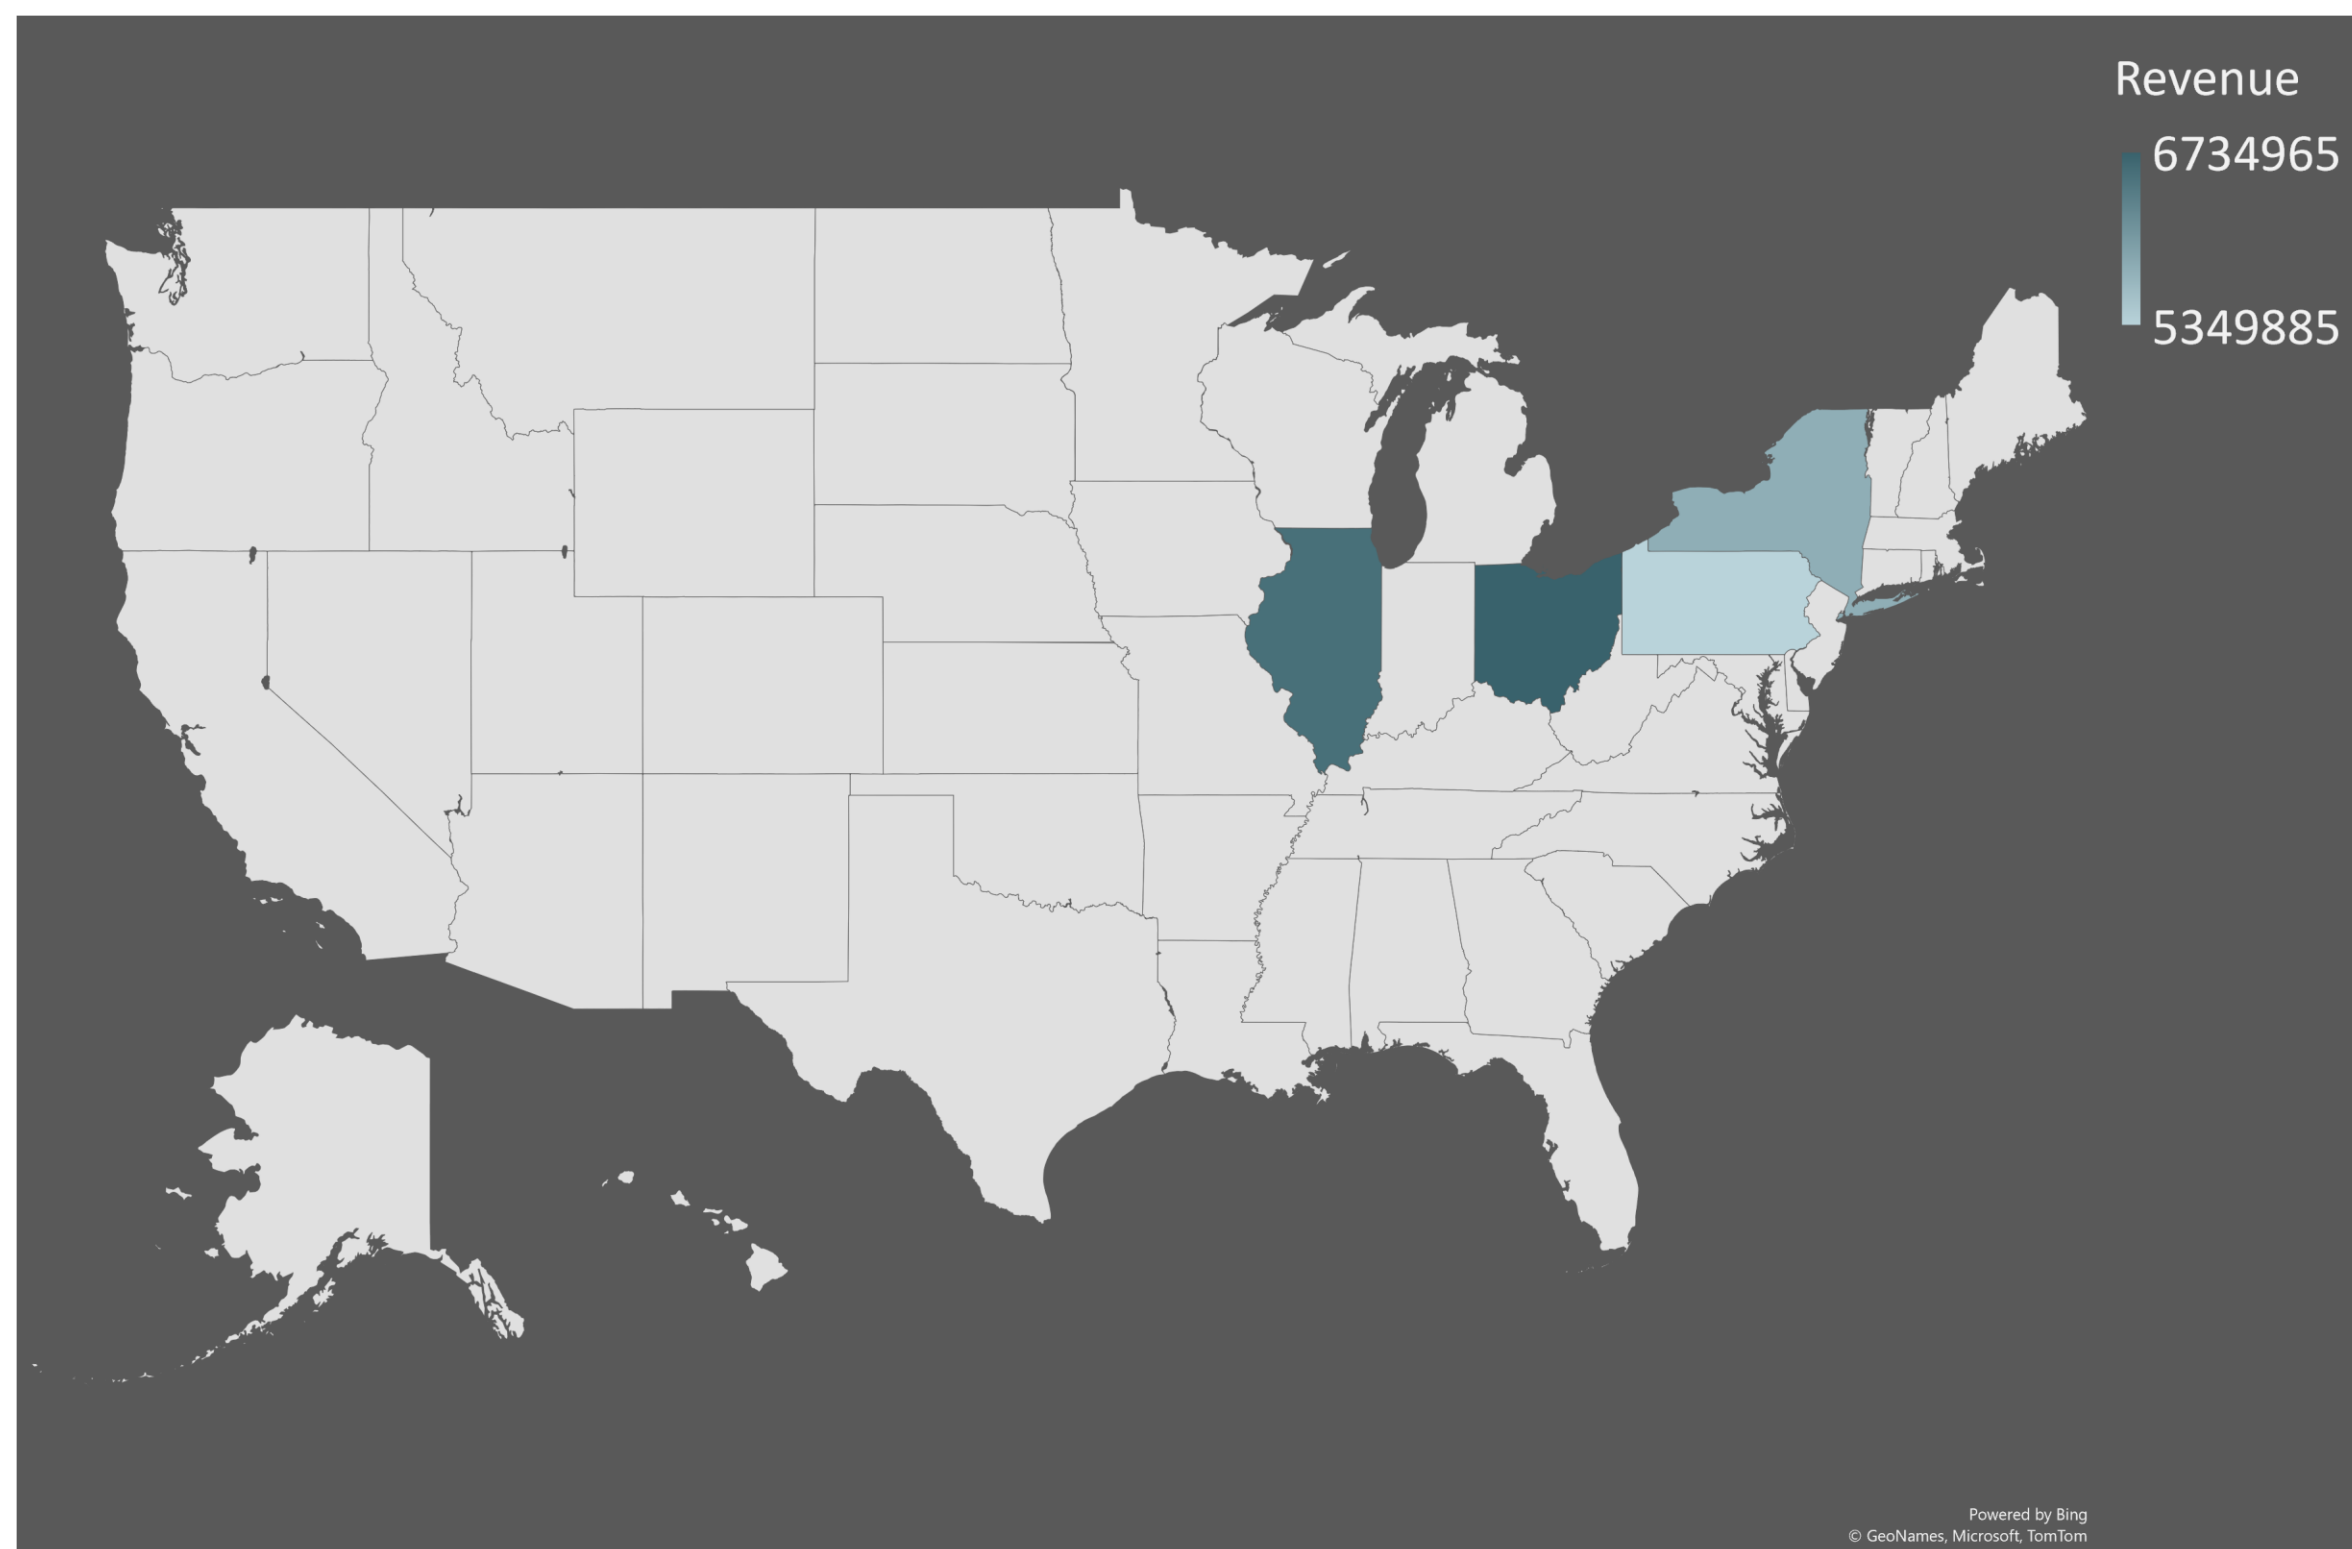 Revenue
6734965
5349885
Powered by Bing
© GeoNames, Microsoft, TomTom